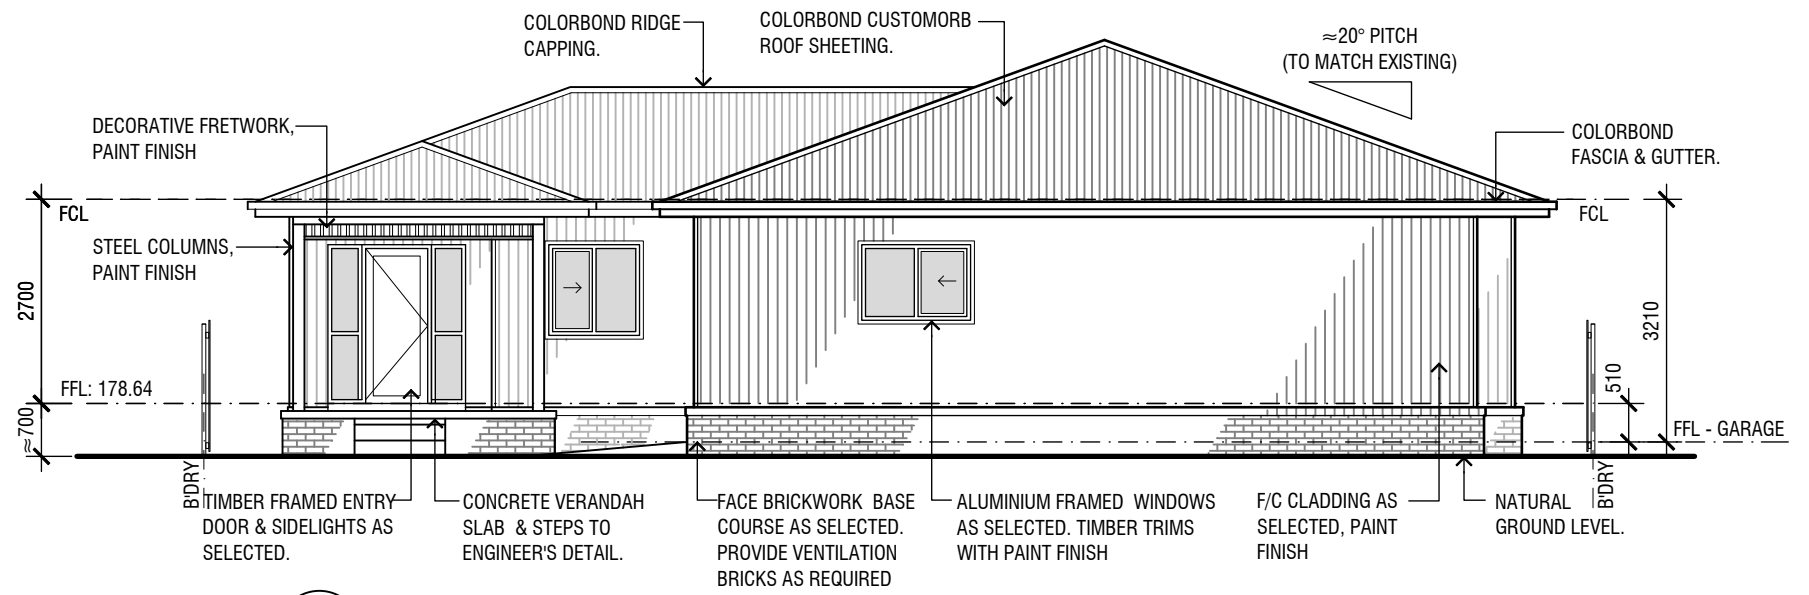 COLORBOND RIDGE
CAPPING.
COLORBOND CUSTOMORB
ROOF SHEETING.
≈20° PITCH
(TO MATCH EXISTING)
DECORATIVE FRETWORK,
PAINT FINISH
COLORBOND
FASCIA & GUTTER.
FCL
FCL
STEEL COLUMNS,
PAINT FINISH
2700
3210
510
FFL: 178.64
≈700
FFL - GARAGE
B'DRY
B'DRY
TIMBER FRAMED ENTRY
DOOR & SIDELIGHTS AS
SELECTED.
CONCRETE VERANDAH
SLAB & STEPS TO
ENGINEER'S DETAIL.
FACE BRICKWORK BASE
COURSE AS SELECTED.
PROVIDE VENTILATION
BRICKS AS REQUIRED
ALUMINIUM FRAMED WINDOWS
AS SELECTED. TIMBER TRIMS
WITH PAINT FINISH
F/C CLADDING AS
SELECTED, PAINT
FINISH
NATURAL
GROUND LEVEL.